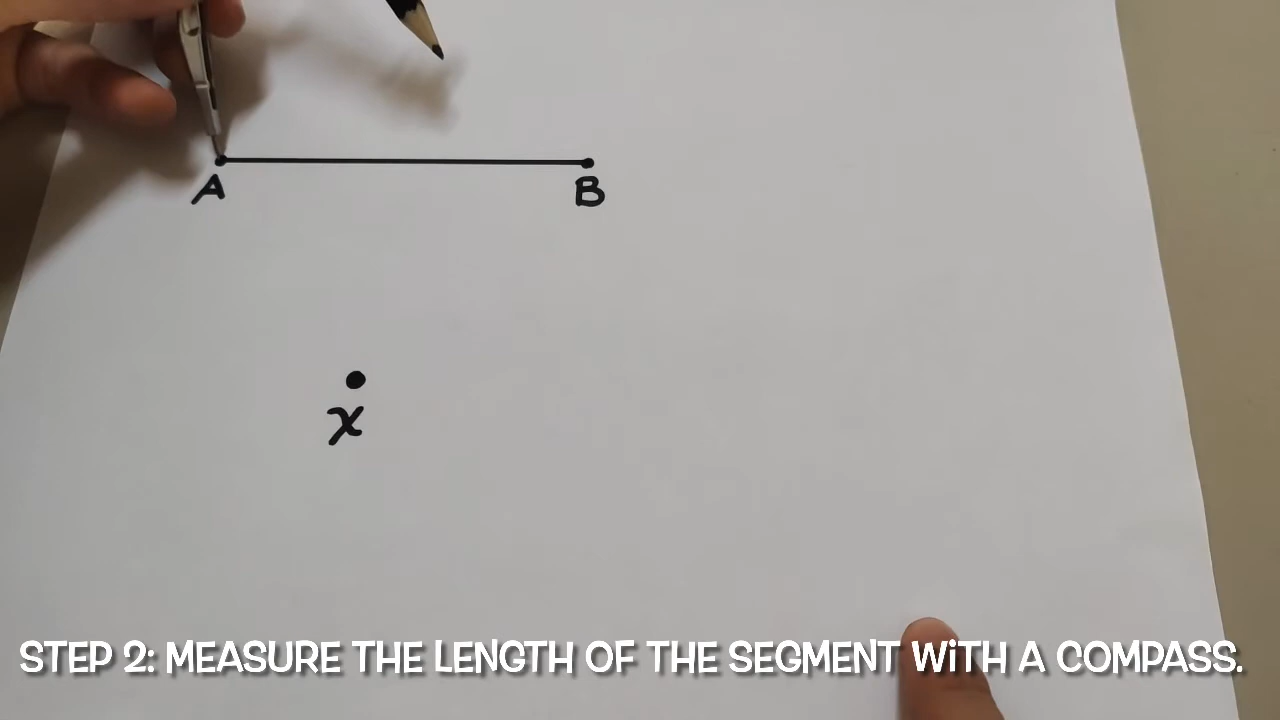 A B
X
STEP 2: MEASURE THE LENGTH OF THE SEGMENT WiTH A COMPASS.